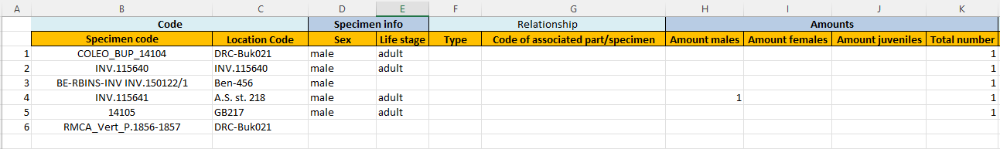 A B C D E F G H I J K
Code Specimen info Relationship Amounts
Specimen code Location Code Sex Life stage Type Code of associated part/specimen Amount males Amount females Amount juveniles Total number
1 COLEO_BUP_14104 DRC-Buk021 male adult 1
2 INV.115640 INV.115640 male adult 1
3 BE-RBINS-INV INV.150122/1 Ben-456 male 1
4 INV.115641 A.S. st. 218 male adult 1 1
5 14105 GB217 male adult 1
6 RMCA_Vert_P.1856-1857 DRC-Buk021